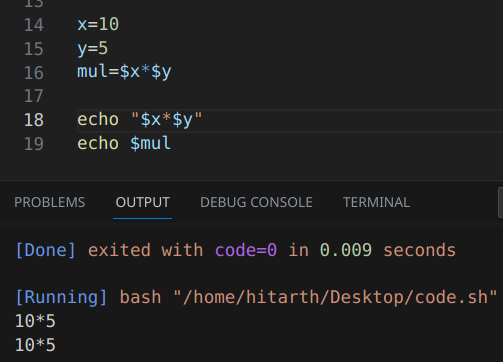 13
14 x=10
15 y=5
16 mul=$x*$y
17
18 echo "$x*$y"
19 echo $mul
PROBLEMS OUTPUT DEBUG CONSOLE TERMINAL
[Done] exited with code=0 in 0.009 seconds
[Running] bash "/home/hitarth/Desktop/code.sh"
10*5
10*5